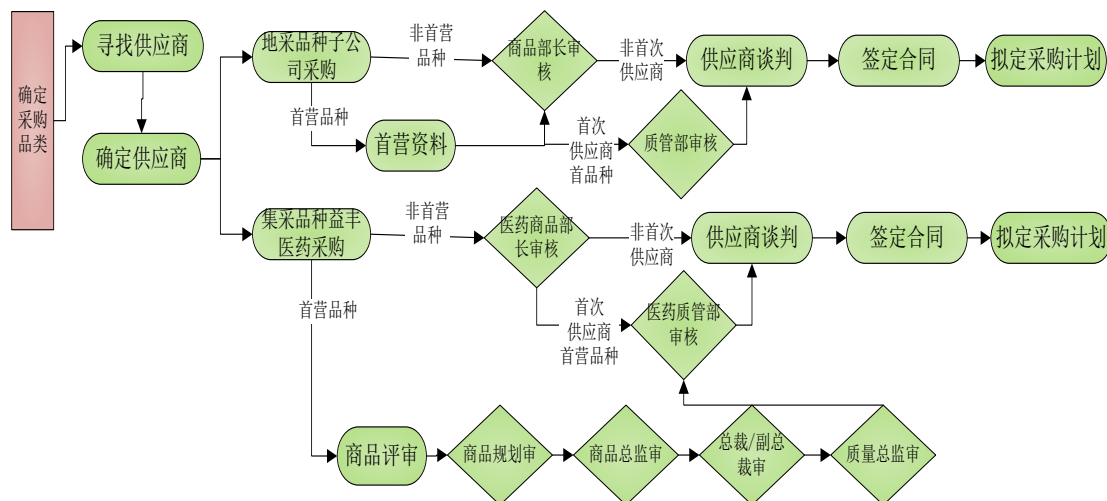 确定
采购
品类
寻找供应商
确定供应商
地采品种子公
司采购
非首营
品种
商品部长审
核
非首次
供应商
供应商谈判
签定合同
拟定采购计划
首营品种
首营资料
首次
供应商
首品种
质管部审核
集采品种益丰
医药采购
非首营
品种
医药商品部
长审核
非首次
供应商
供应商谈判
签定合同
拟定采购计划
首营品种
首次
供应商
首营品种
医药质管部
审核
商品评审
商品规划审
商品总监审
总裁/副总
裁审
质量总监审